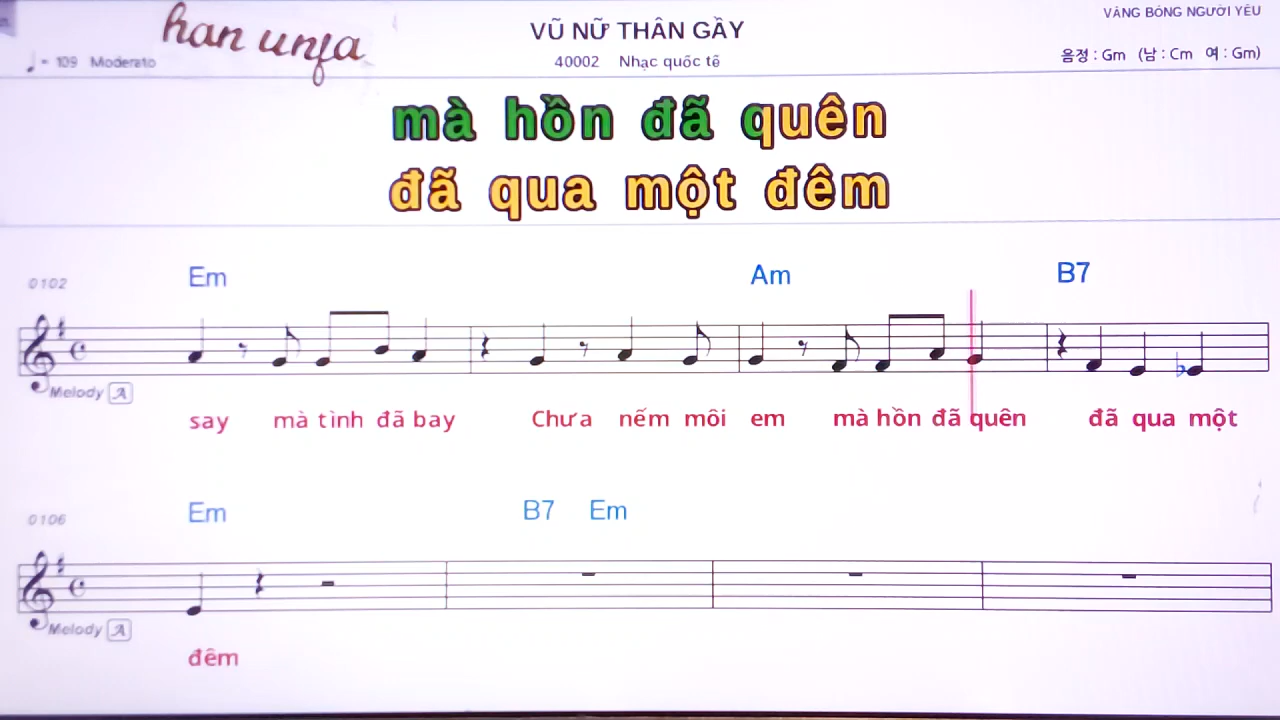 han unfa
VŨ NỮ THÂN GẦY
VẮNG BÓNG NGƯỜI YÊU
♩ = 109 Moderato
40002 Nhạc quốc tế
음정 : Gm (남 : Cm 여 : Gm)
mà hồn đã quên
đã qua một đêm
0102 Em Am B7
Melody A
say mà tình đã bay Chưa nếm môi em mà hồn đã quên đã qua một
0106 Em B7 Em
Melody A
đêm